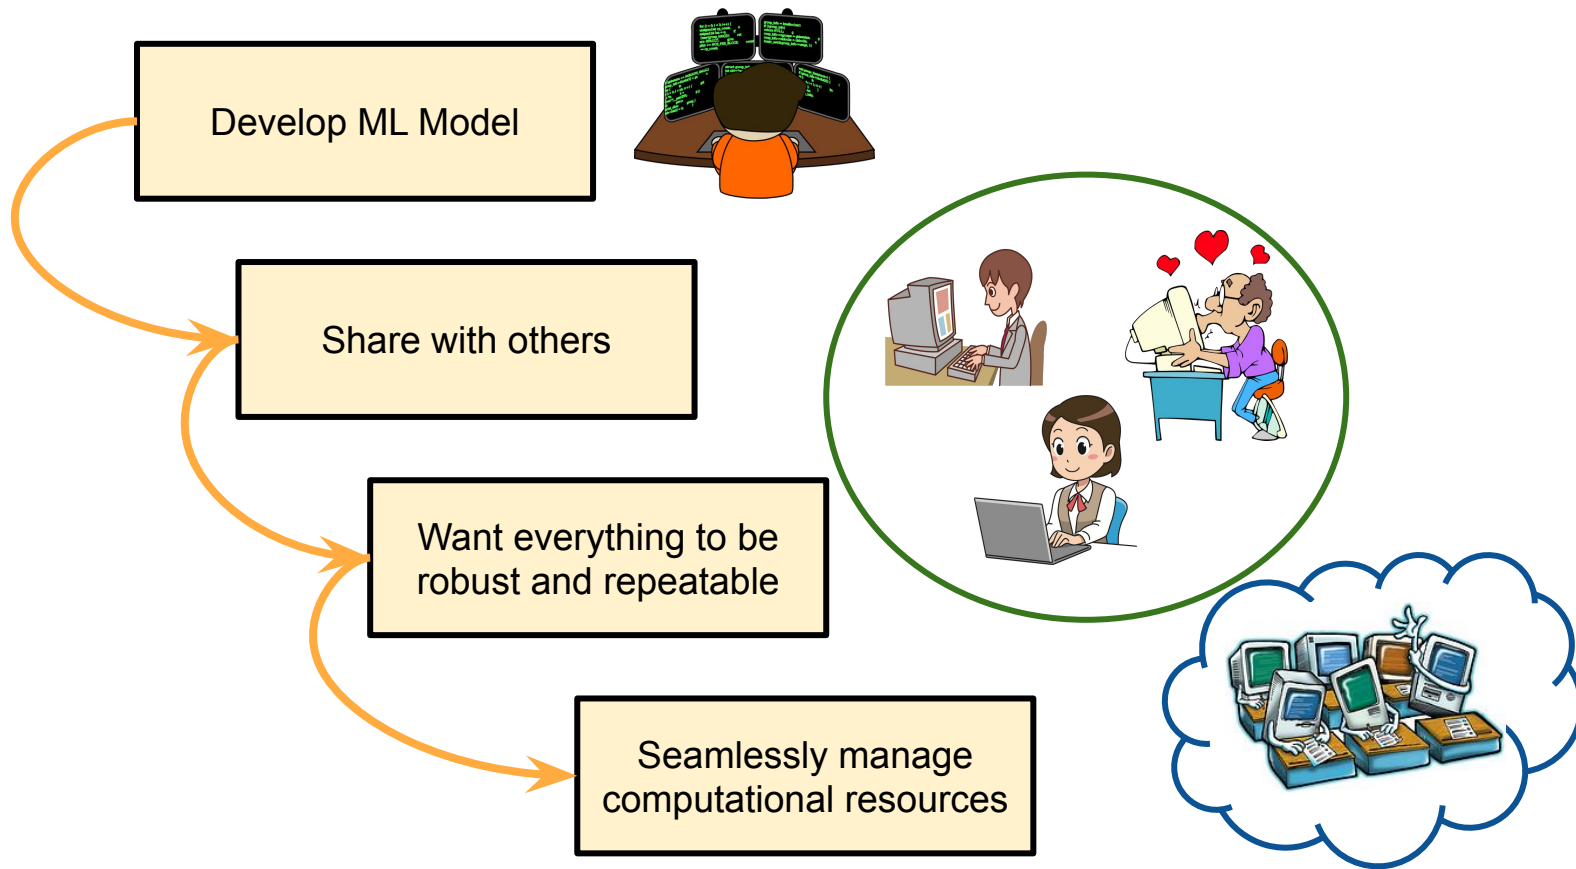 Develop ML Model
Share with others
Want everything to be
robust and repeatable
Seamlessly manage
computational resources